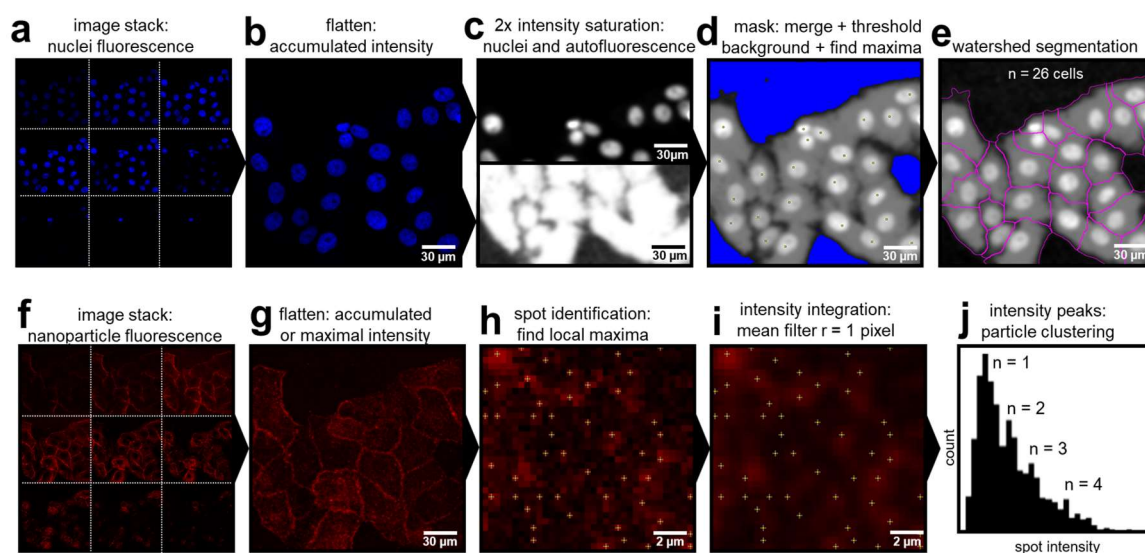 a
image stack:
nuclei fluorescence
b
flatten:
accumulated intensity
30 µm
c
2x intensity saturation:
nuclei and autofluorescence
30µm
30 µm
d
mask: merge + threshold
background + find maxima
30 µm
e
watershed segmentation
n = 26 cells
30 µm
f
image stack:
nanoparticle fluorescence
g
flatten: accumulated
or maximal intensity
30 µm
h
spot identification:
find local maxima
2 µm
i
intensity integration:
mean filter r = 1 pixel
2 µm
j
intensity peaks:
particle clustering
n = 1
n = 2
n = 3
n = 4
count
spot intensity